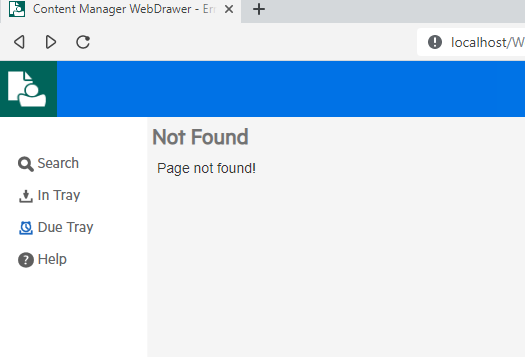 Content Manager WebDrawer - Err
localhost/W
Not Found
Page not found!
Search
In Tray
Due Tray
Help